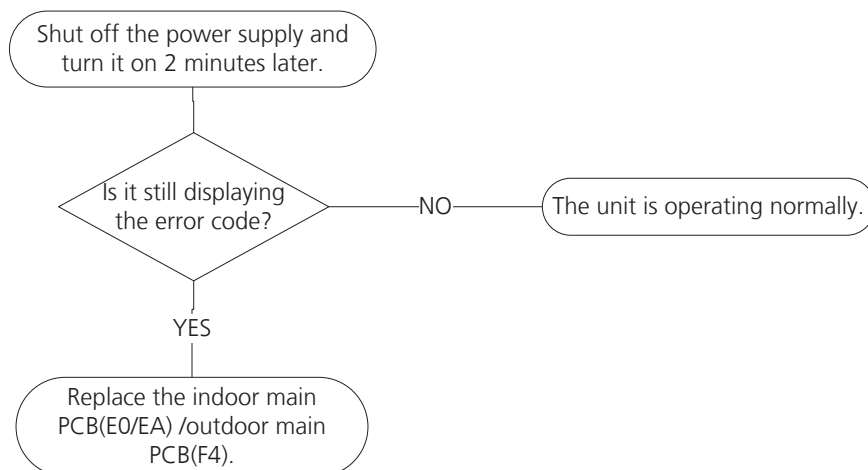 Shut off the power supply and
turn it on 2 minutes later.
Is it still displaying
the error code?
NO
The unit is operating normally.
YES
Replace the indoor main
PCB(E0/EA) /outdoor main
PCB(F4).